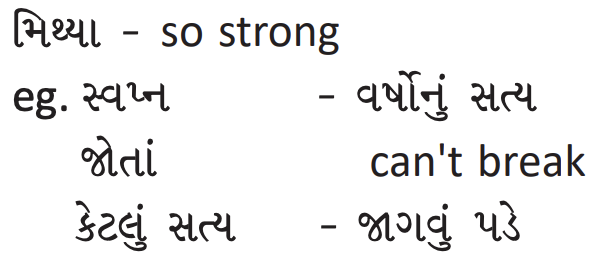 મિથ્યા - so strong
eg. સ્વપ્ન - વર્ષોનું સત્ય
જોતાં can't break
કેટલું સત્ય - જાગવું પડે